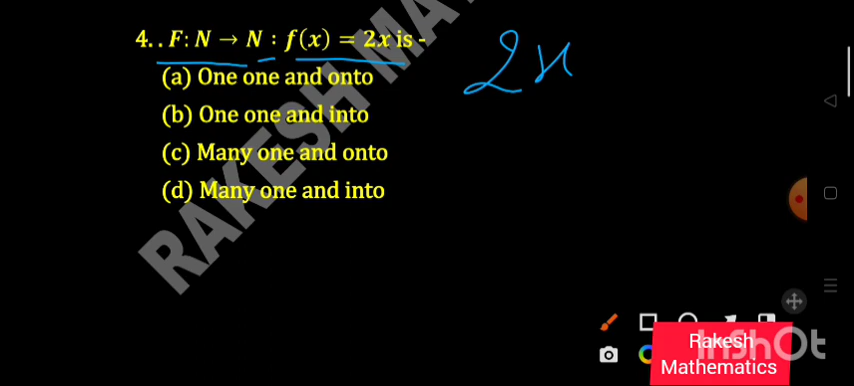 4. . F: N → N : f(x) = 2x is -
2x
(a) One one and onto
(b) One one and into
(c) Many one and onto
(d) Many one and into
RAKESH MA
InShOt
Rakesh
Mathematics